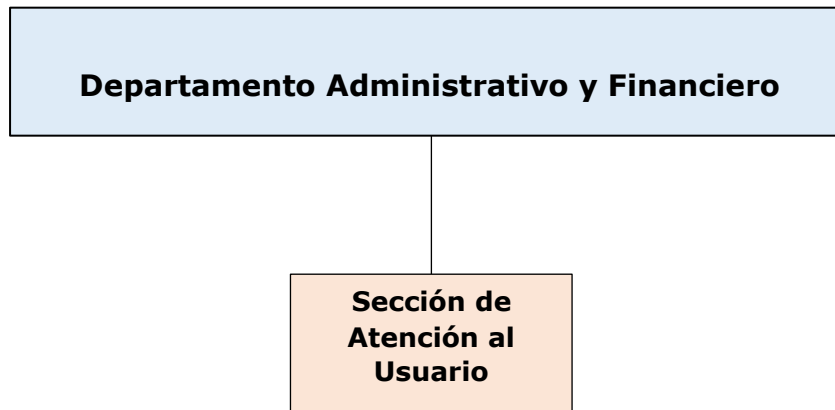 Departamento Administrativo y Financiero
Sección de
Atención al
Usuario